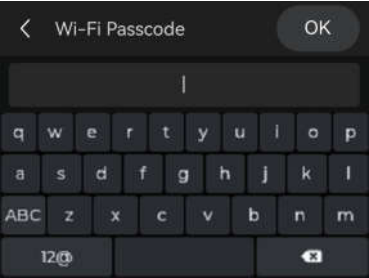 Wi-Fi Passcode OK
q w e r t y u i o p
a s d f g h j k l
ABC z x c v b n m
12@